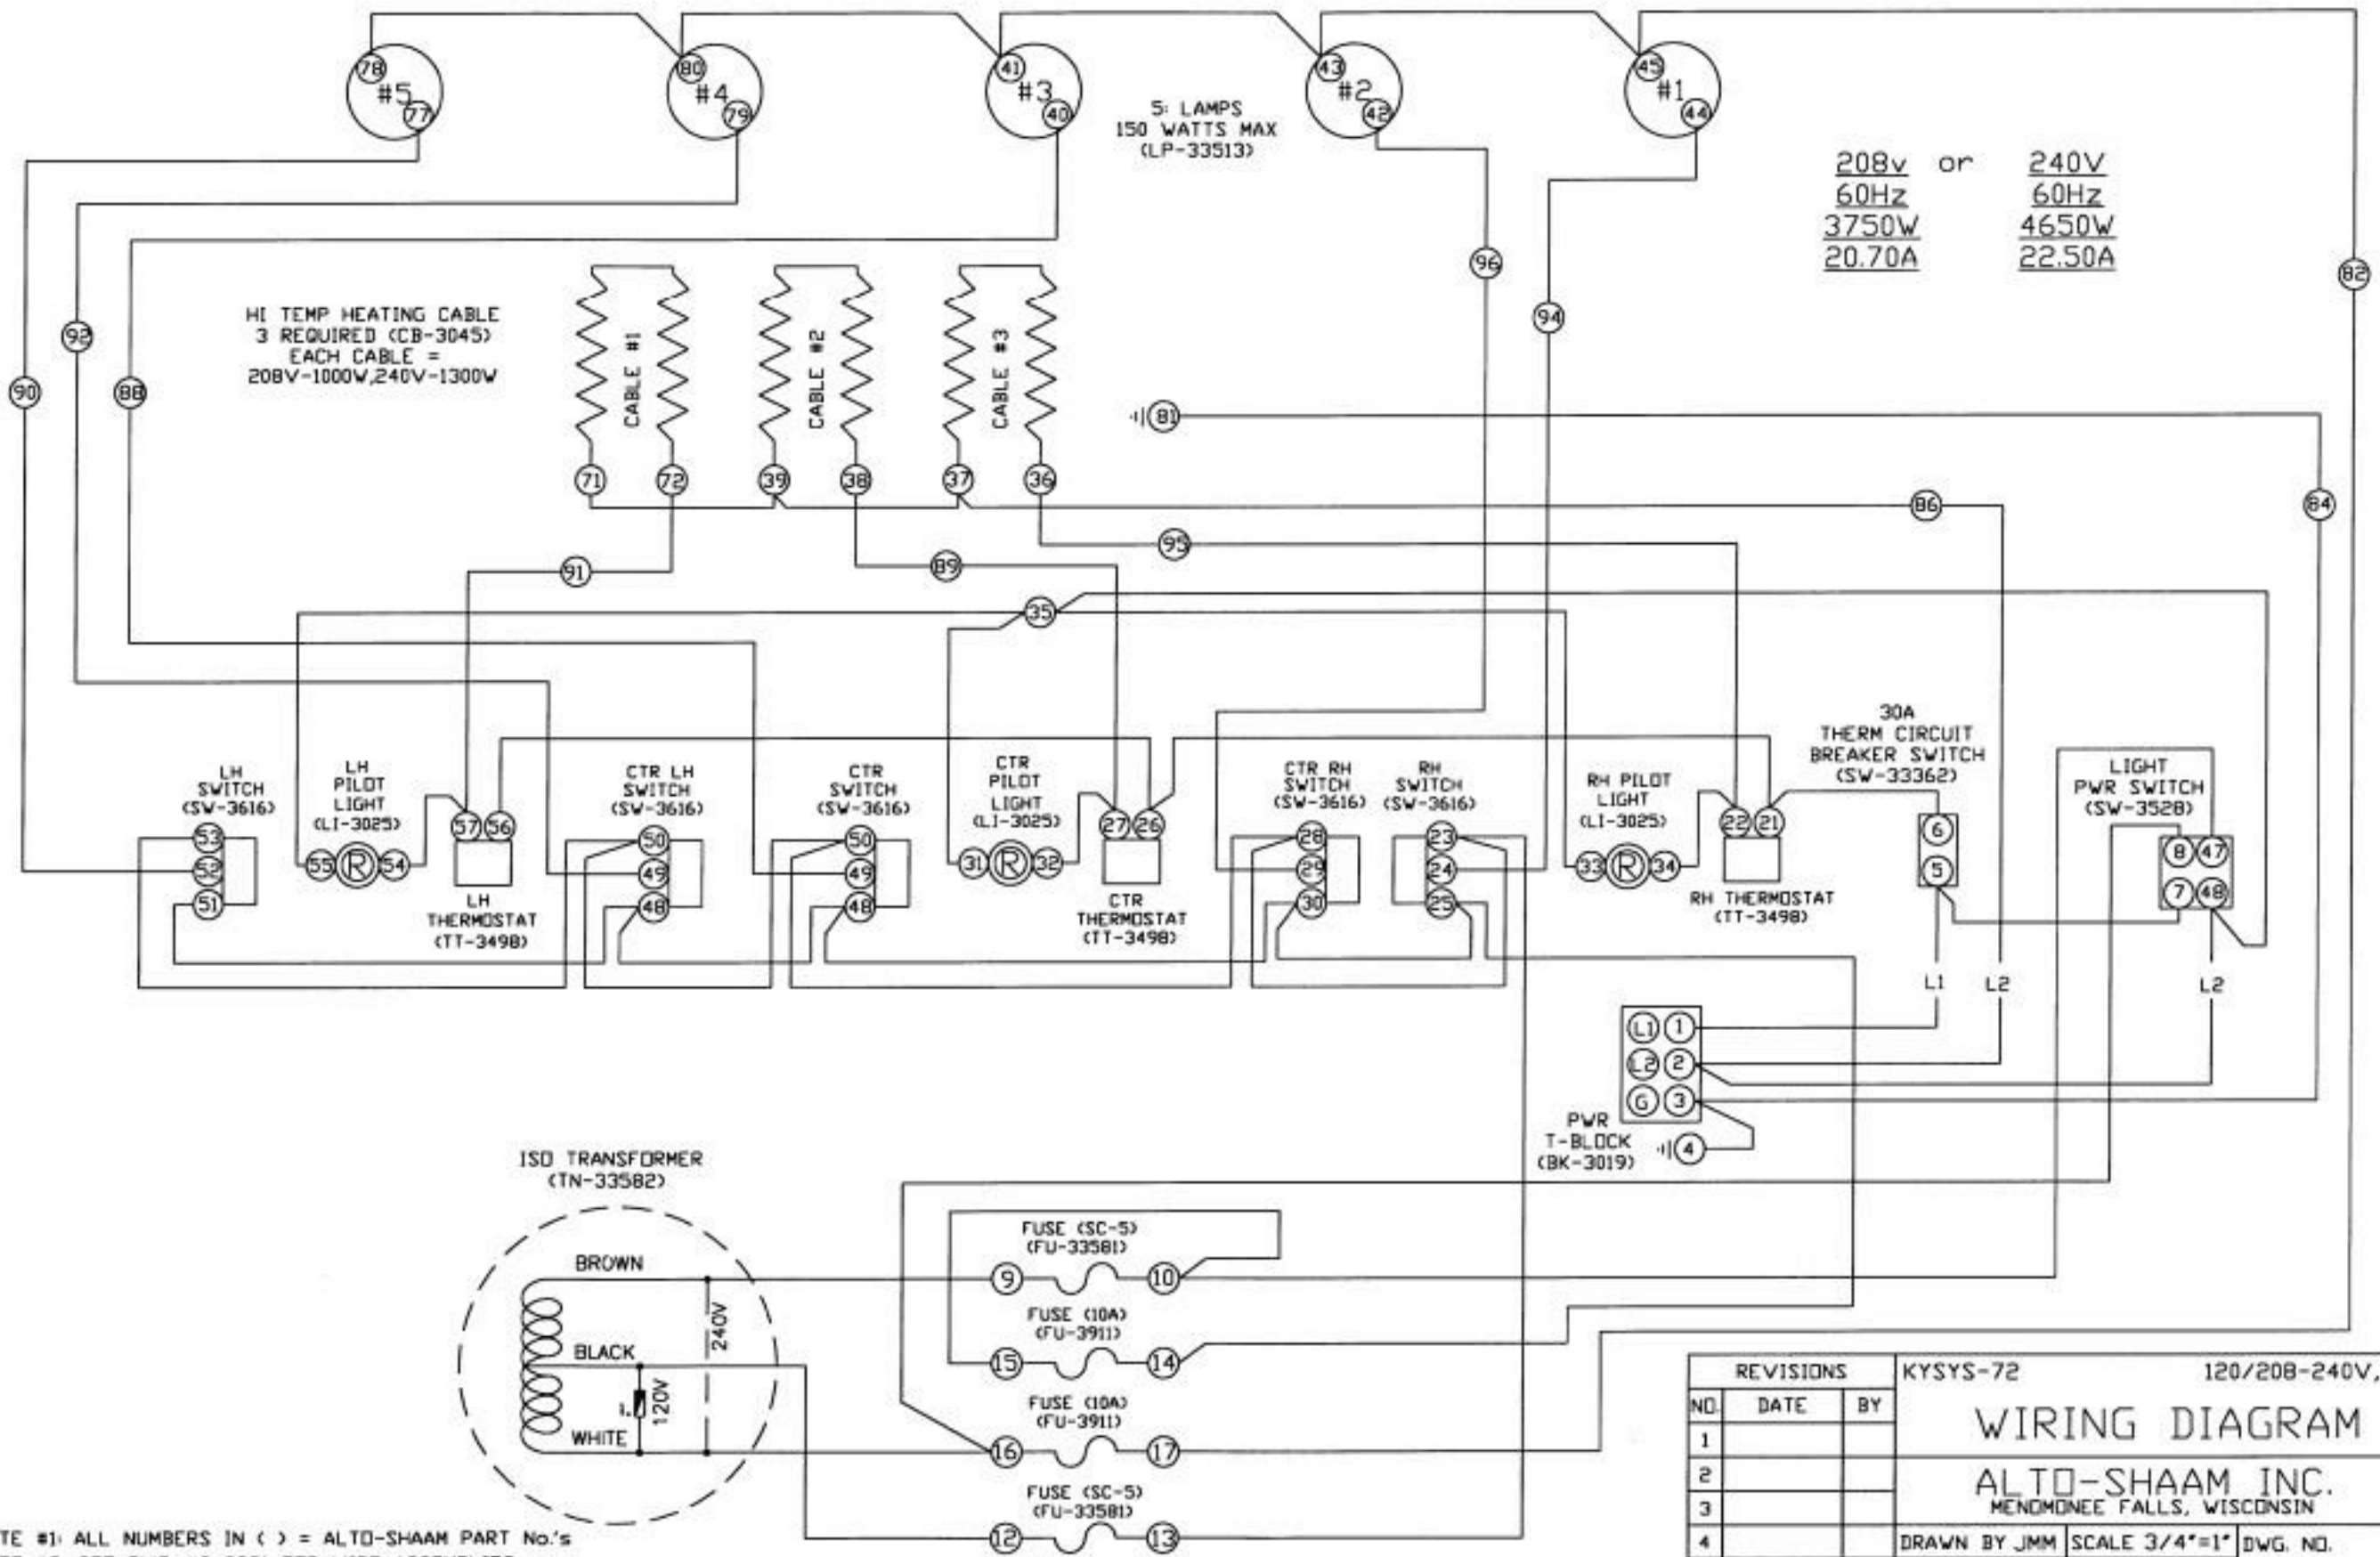 78
#5
77
80
#4
79
41
#3
40
43
#2
42
45
#1
44
5: LAMPS
150 WATTS MAX
(LP-33513)
208v or 240V
60Hz 60Hz
3750W 4650W
20.70A 22.50A
96
82
94
92
90
88
HI TEMP HEATING CABLE
3 REQUIRED (CB-3045)
EACH CABLE =
208V-1000W,240V-1300W
CABLE #1
CABLE #2
CABLE #3
81
71 72 39 38 37 36
86
84
95
91
89
35
LH
SWITCH
(SW-3616)
53
52
51
LH
PILOT
LIGHT
(LI-3025)
55 R 54
57 56
LH
THERMOSTAT
(TT-3498)
CTR LH
SWITCH
(SW-3616)
50
49
48
CTR
SWITCH
(SW-3616)
50
49
48
CTR
PILOT
LIGHT
(LI-3025)
31 R 32
27 26
CTR
THERMOSTAT
(TT-3498)
CTR RH
SWITCH
(SW-3616)
28
29
30
RH
SWITCH
(SW-3616)
23
24
25
RH PILOT
LIGHT
(LI-3025)
33 R 34
22 21
RH THERMOSTAT
(TT-3498)
30A
THERM CIRCUIT
BREAKER SWITCH
(SW-33362)
6
5
LIGHT
PWR SWITCH
(SW-3528)
8 47
7 48
L1 L2 L2
L1 1
L2 2
G 3
PWR
T-BLOCK
(BK-3019)
4
ISO TRANSFORMER
(TN-33582)
BROWN
BLACK
WHITE
240V
1.
120V
FUSE (SC-5)
(FU-33581)
9 10
FUSE (10A)
(FU-3911)
15 14
FUSE (10A)
(FU-3911)
16 17
FUSE (SC-5)
(FU-33581)
12 13
TE #1: ALL NUMBERS IN ( ) = ALTO-SHAAM PART No.'s
REVISIONS
NO. DATE BY
1
2
3
4
KYSYS-72 120/208-240V,
WIRING DIAGRAM
ALTO-SHAAM INC.
MENOMONEE FALLS, WISCONSIN
DRAWN BY JMM SCALE 3/4"=1" DWG. NO.